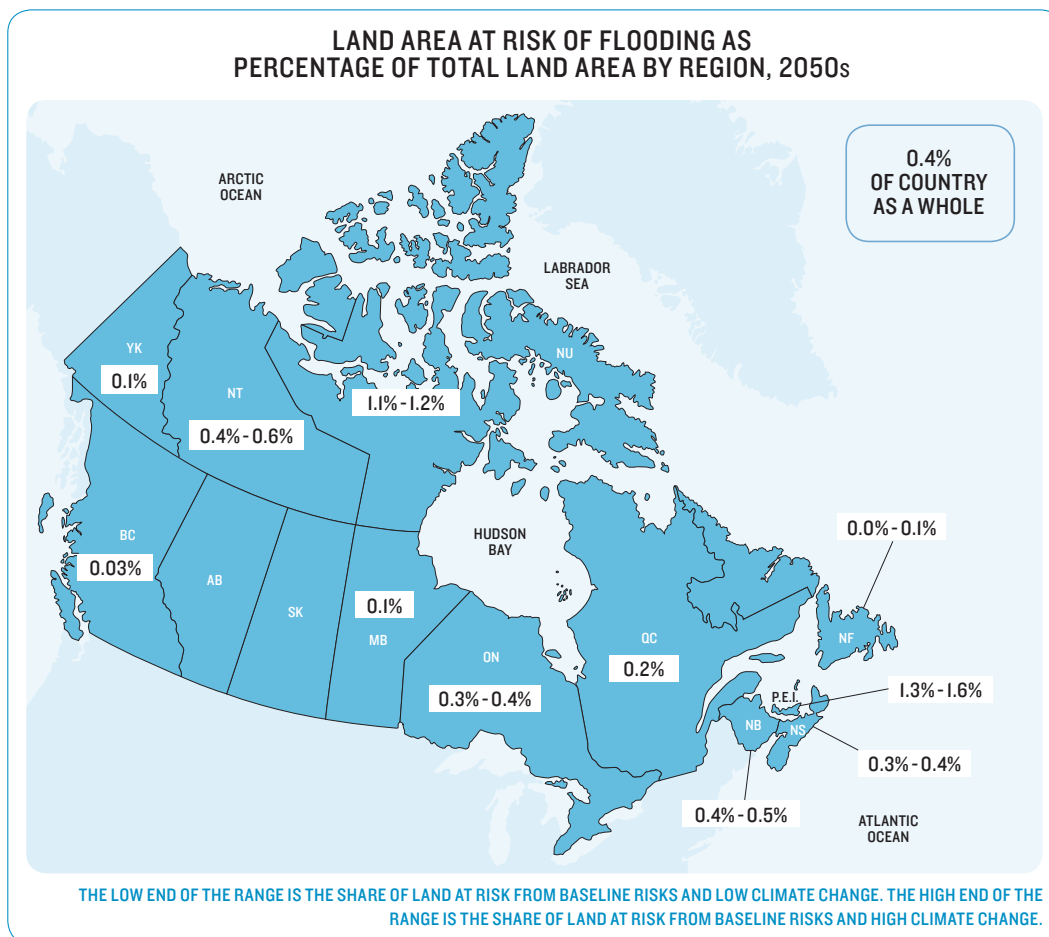 LAND AREA AT RISK OF FLOODING AS
PERCENTAGE OF TOTAL LAND AREA BY REGION, 2050s
0.4%
OF COUNTRY
AS A WHOLE
ARCTIC
OCEAN
LABRADOR
SEA
YK
0.1%
NT
0.4% - 0.6%
NU
1.1% - 1.2%
HUDSON
BAY
BC
0.03%
AB
SK
0.1%
MB
ON
0.3% - 0.4%
QC
0.2%
0.0% - 0.1%
NF
P.E.I.
1.3% - 1.6%
NB
NS
0.3% - 0.4%
0.4% - 0.5%
ATLANTIC
OCEAN
THE LOW END OF THE RANGE IS THE SHARE OF LAND AT RISK FROM BASELINE RISKS AND LOW CLIMATE CHANGE. THE HIGH END OF THE
RANGE IS THE SHARE OF LAND AT RISK FROM BASELINE RISKS AND HIGH CLIMATE CHANGE.